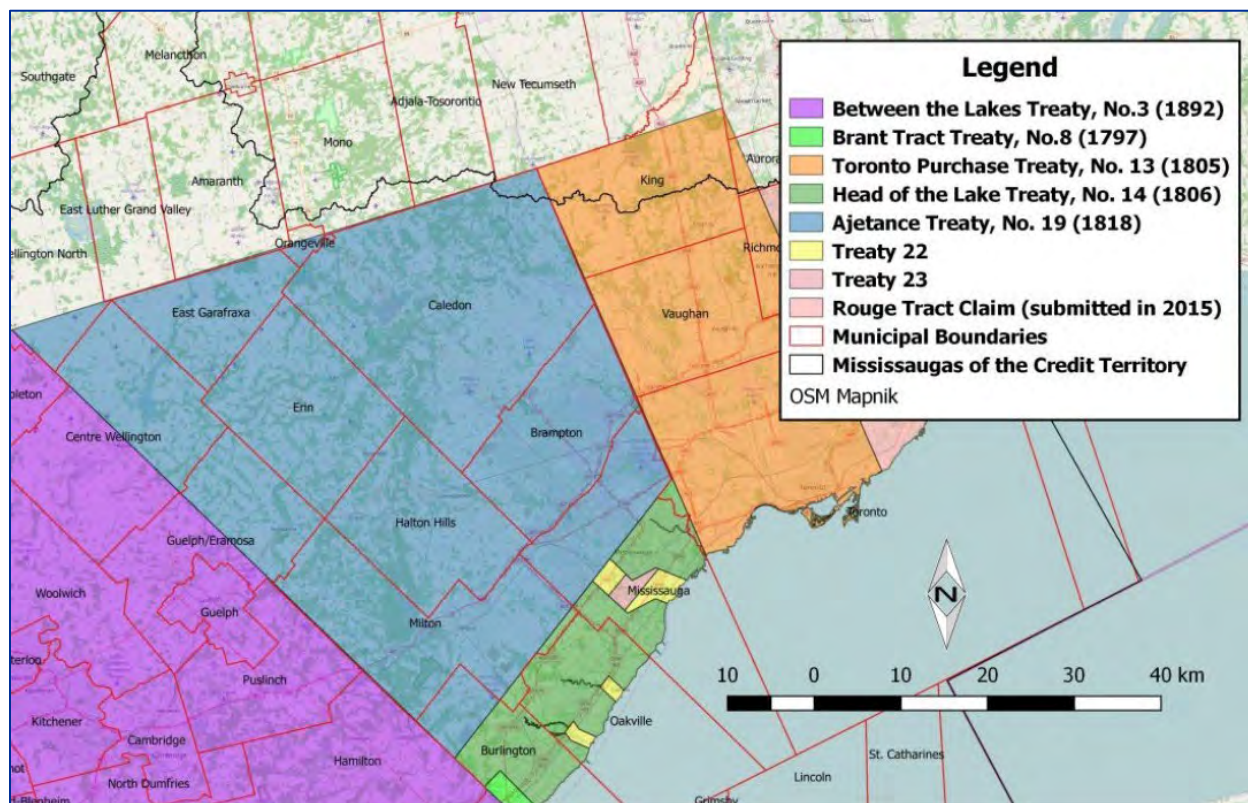 Legend
Between the Lakes Treaty, No.3 (1892)
Brant Tract Treaty, No.8 (1797)
Toronto Purchase Treaty, No. 13 (1805)
Head of the Lake Treaty, No. 14 (1806)
Ajetance Treaty, No. 19 (1818)
Treaty 22
Treaty 23
Rouge Tract Claim (submitted in 2015)
Municipal Boundaries
Mississaugas of the Credit Territory
OSM Mapnik
Melancthon
Southgate
New Tecumseth
Adjala-Tosorontio
Mono
Amaranth
East Luther Grand Valley
ellington North
Orangeville
King
Auror
Richm
Vaughan
East Garafraxa
Caledon
Erin
Brampton
Centre Wellington
Halton Hills
Guelph/Eramosa
Toronto
Mississauga
Woolwich
Guelph
Milton
Puslinch
Kitchener
Cambridge
Oakville
Burlington
Hamilton
North Dumfries
St. Catharines
Lincoln
Grimsby
N
10 0 10 20 30 40 km